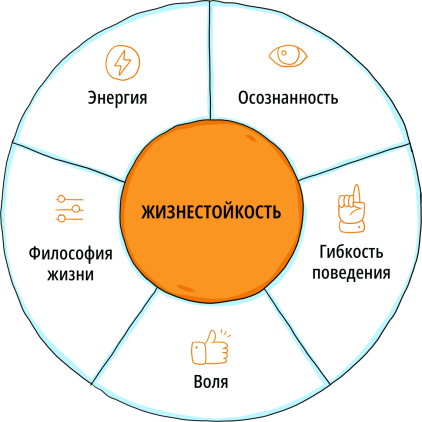 Энергия
Осознанность
ЖИЗНЕСТОЙКОСТЬ
Философия
жизни
Гибкость
поведения
Воля